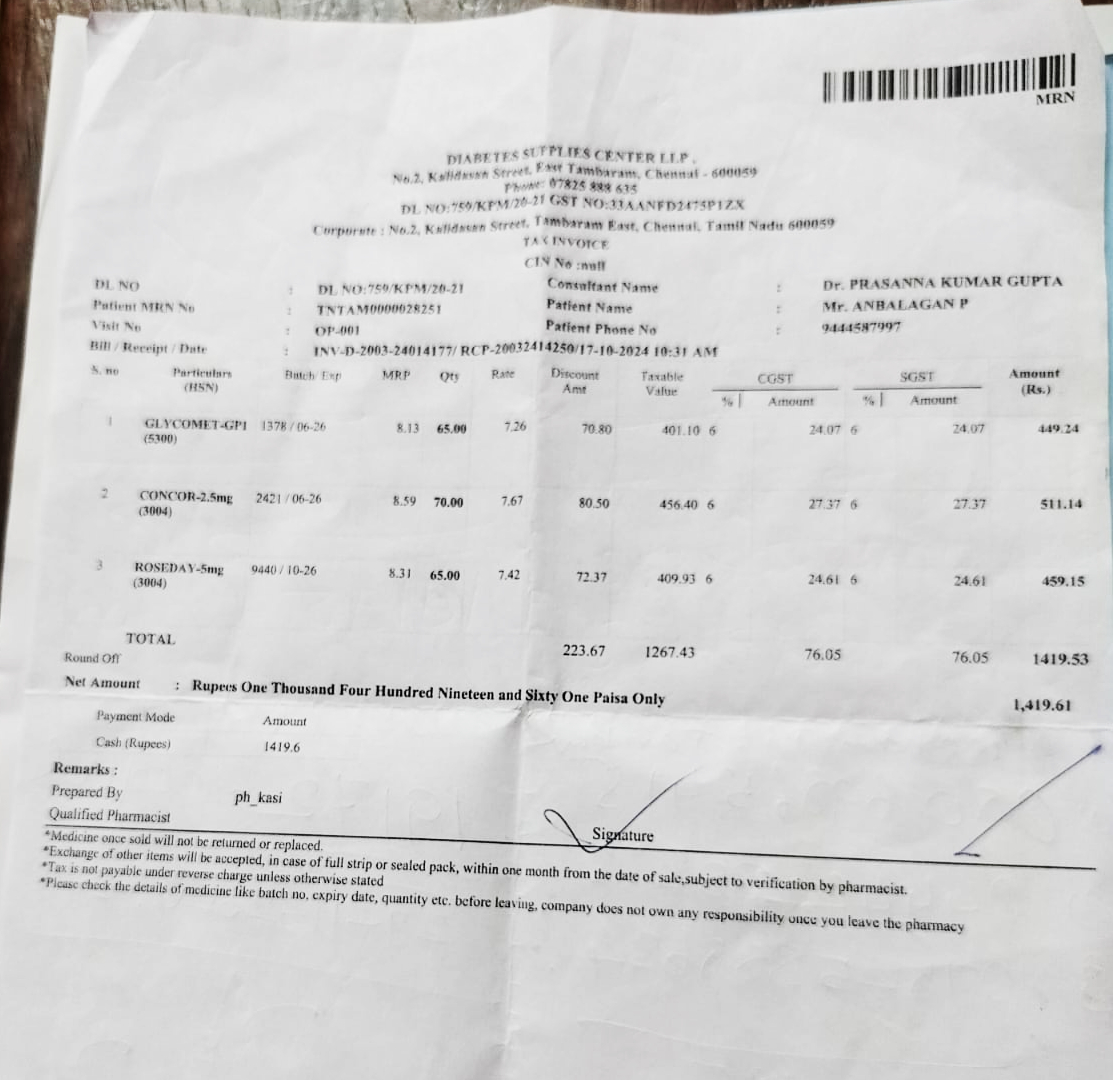 MRN
DIABETES SUPPLIES CENTER LLP .
No.2, Kalidasan Street, East Tambaram, Chennai - 600059
Phone: 07825 888 635
DL NO:759/KPM/20-21 GST NO:33AANFD2475P1ZX
Corporate : No.2, Kalidasan Street, Tambaram East, Chennai, Tamil Nadu 600059
TAX INVOICE
CIN No :null
DL NO : DL NO:759/KPM/20-21 Consultant Name : Dr. PRASANNA KUMAR GUPTA
Patient MRN No : TNTAM0000028251 Patient Name : Mr. ANBALAGAN P
Visit No : OP-001 Patient Phone No : 9444587997
Bill / Receipt / Date : INV-D-2003-24014177/ RCP-20032414250/17-10-2024 10:31 AM
S. no Particulars Batch/ Exp MRP Qty Rate Discount Taxable CGST SGST Amount
(HSN) Amt Value % Amount % Amount (Rs.)
1 GLYCOMET-GP1 1378 / 06-26 8.13 65.00 7.26 70.80 401.10 6 24.07 6 24.07 449.24
(5300)
2 CONCOR-2.5mg 2421 / 06-26 8.59 70.00 7.67 80.50 456.40 6 27.37 6 27.37 511.14
(3004)
3 ROSEDAY-5mg 9440 / 10-26 8.31 65.00 7.42 72.37 409.93 6 24.61 6 24.61 459.15
(3004)
TOTAL 223.67 1267.43 76.05 76.05 1419.53
Round Off
Net Amount : Rupees One Thousand Four Hundred Nineteen and Sixty One Paisa Only 1,419.61
Payment Mode Amount
Cash (Rupees) 1419.6
Remarks :
Prepared By ph_kasi
Qualified Pharmacist Signature
*Medicine once sold will not be returned or replaced.
*Exchange of other items will be accepted, in case of full strip or sealed pack, within one month from the date of sale,subject to verification by pharmacist.
*Tax is not payable under reverse charge unless otherwise stated
*Please check the details of medicine like batch no, expiry date, quantity etc. before leaving, company does not own any responsibility once you leave the pharmacy